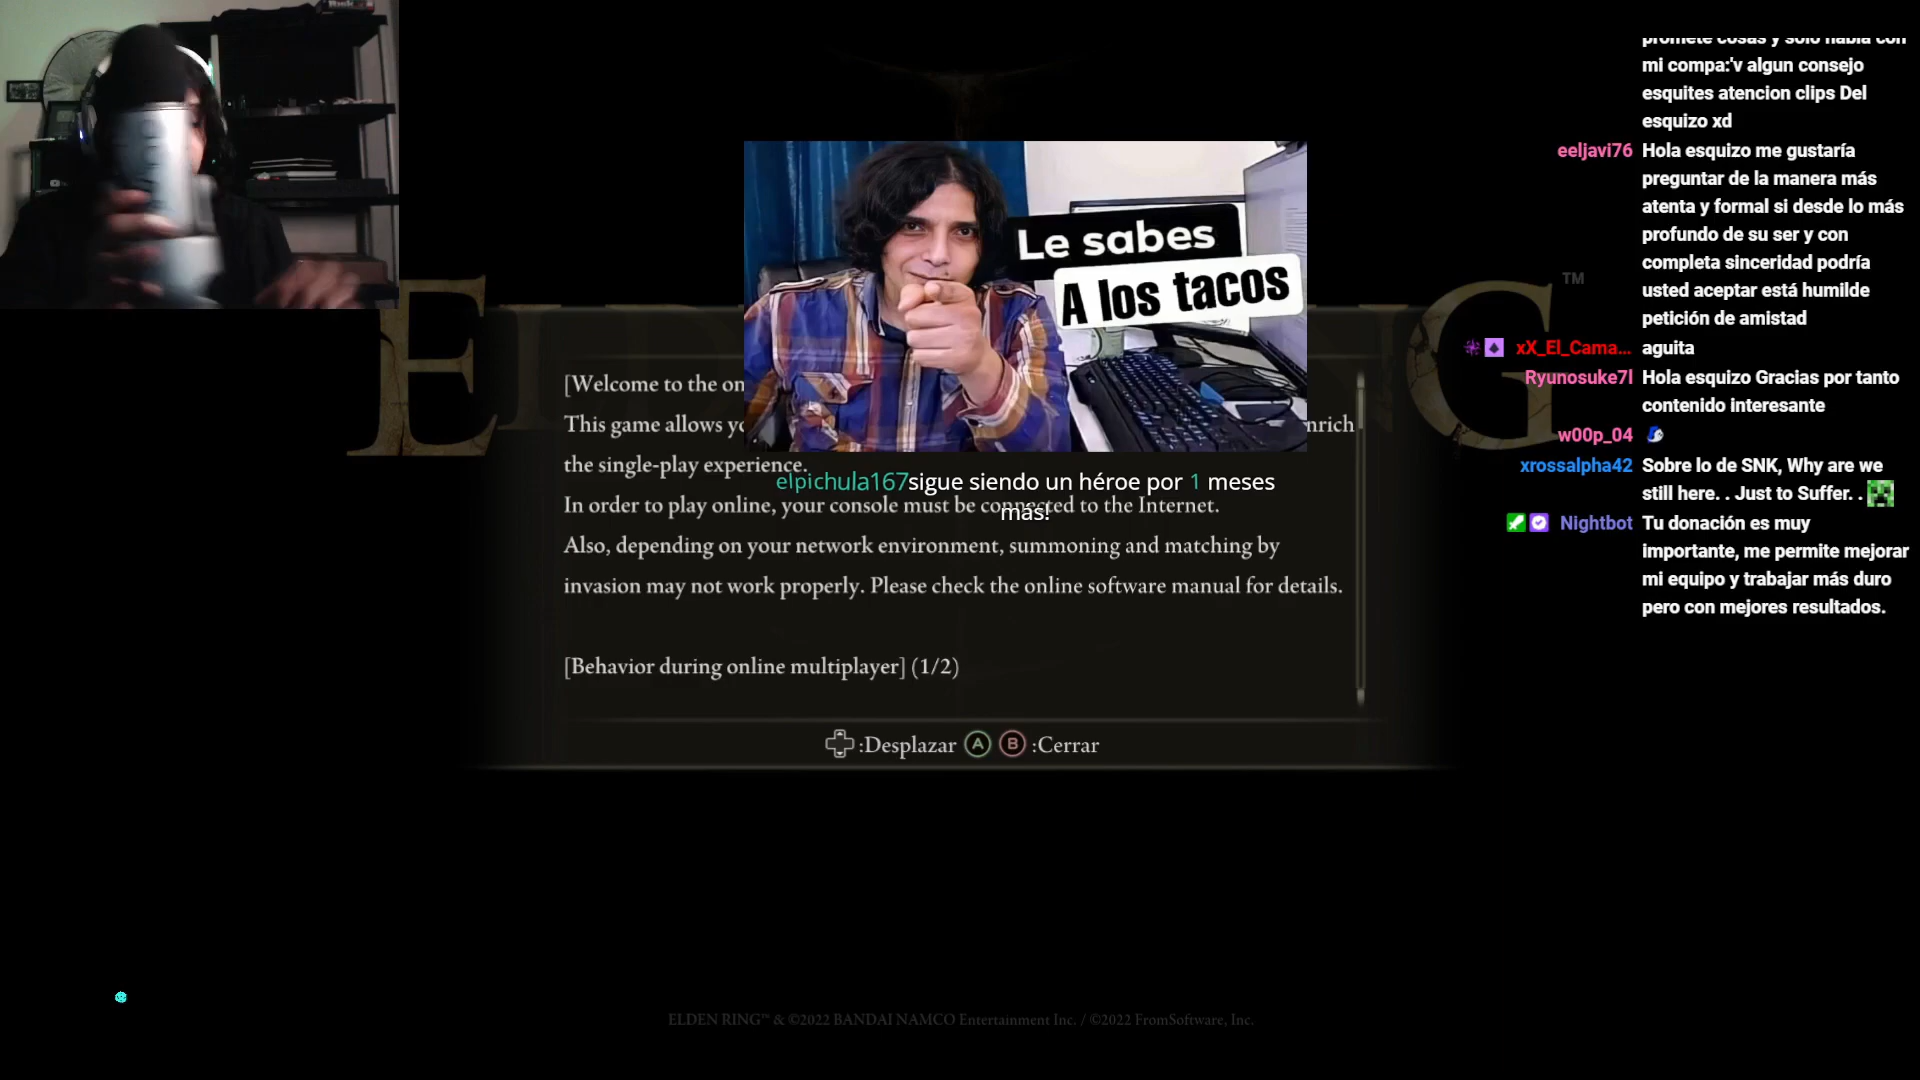 Le sabes
A los tacos
elpichula167sigue siendo un héroe por 1 meses
más!
[Welcome to the on
This game allows yo nrich
the single-play experience.
In order to play online, your console must be connected to the Internet.
Also, depending on your network environment, summoning and matching by
invasion may not work properly. Please check the online software manual for details.
[Behavior during online multiplayer] (1/2)
:Desplazar A B :Cerrar
TM
ELDEN RING™ & ©2022 BANDAI NAMCO Entertainment Inc. / ©2022 FromSoftware, Inc.
promete cosas y solo habla con
mi compa:'v algun consejo
esquites atencion clips Del
esquizo xd
eeljavi76 Hola esquizo me gustaría
preguntar de la manera más
atenta y formal si desde lo más
profundo de su ser y con
completa sinceridad podría
usted aceptar está humilde
petición de amistad
xX_El_Cama... aguita
Ryunosuke7l Hola esquizo Gracias por tanto
contenido interesante
w00p_04
xrossalpha42 Sobre lo de SNK, Why are we
still here. . Just to Suffer. .
Nightbot Tu donación es muy
importante, me permite mejorar
mi equipo y trabajar más duro
pero con mejores resultados.